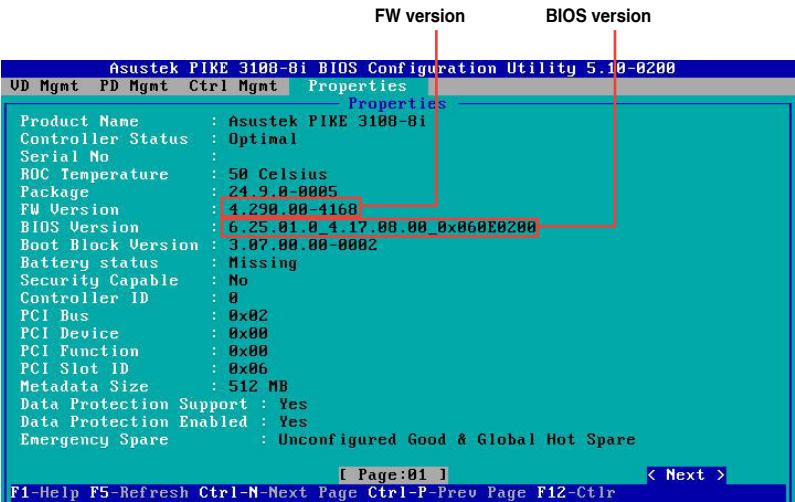 FW version BIOS version
Asustek PIKE 3108-8i BIOS Configuration Utility 5.10-0200
VD Mgmt PD Mgmt Ctrl Mgmt Properties
Properties
Product Name : Asustek PIKE 3108-8i
Controller Status : Optimal
Serial No :
ROC Temperature : 50 Celsius
Package : 24.9.0-0005
FW Version : 4.290.00-4168
BIOS Version : 6.25.01.0_4.17.08.00_0x060E0200
Boot Block Version : 3.07.00.00-0002
Battery status : Missing
Security Capable : No
Controller ID : 0
PCI Bus : 0x02
PCI Device : 0x00
PCI Function : 0x00
PCI Slot ID : 0x06
Metadata Size : 512 MB
Data Protection Support : Yes
Data Protection Enabled : Yes
Emergency Spare : Unconfigured Good & Global Hot Spare
[ Page:01 ] < Next >
F1-Help F5-Refresh Ctrl-N-Next Page Ctrl-P-Prev Page F12-Ctlr